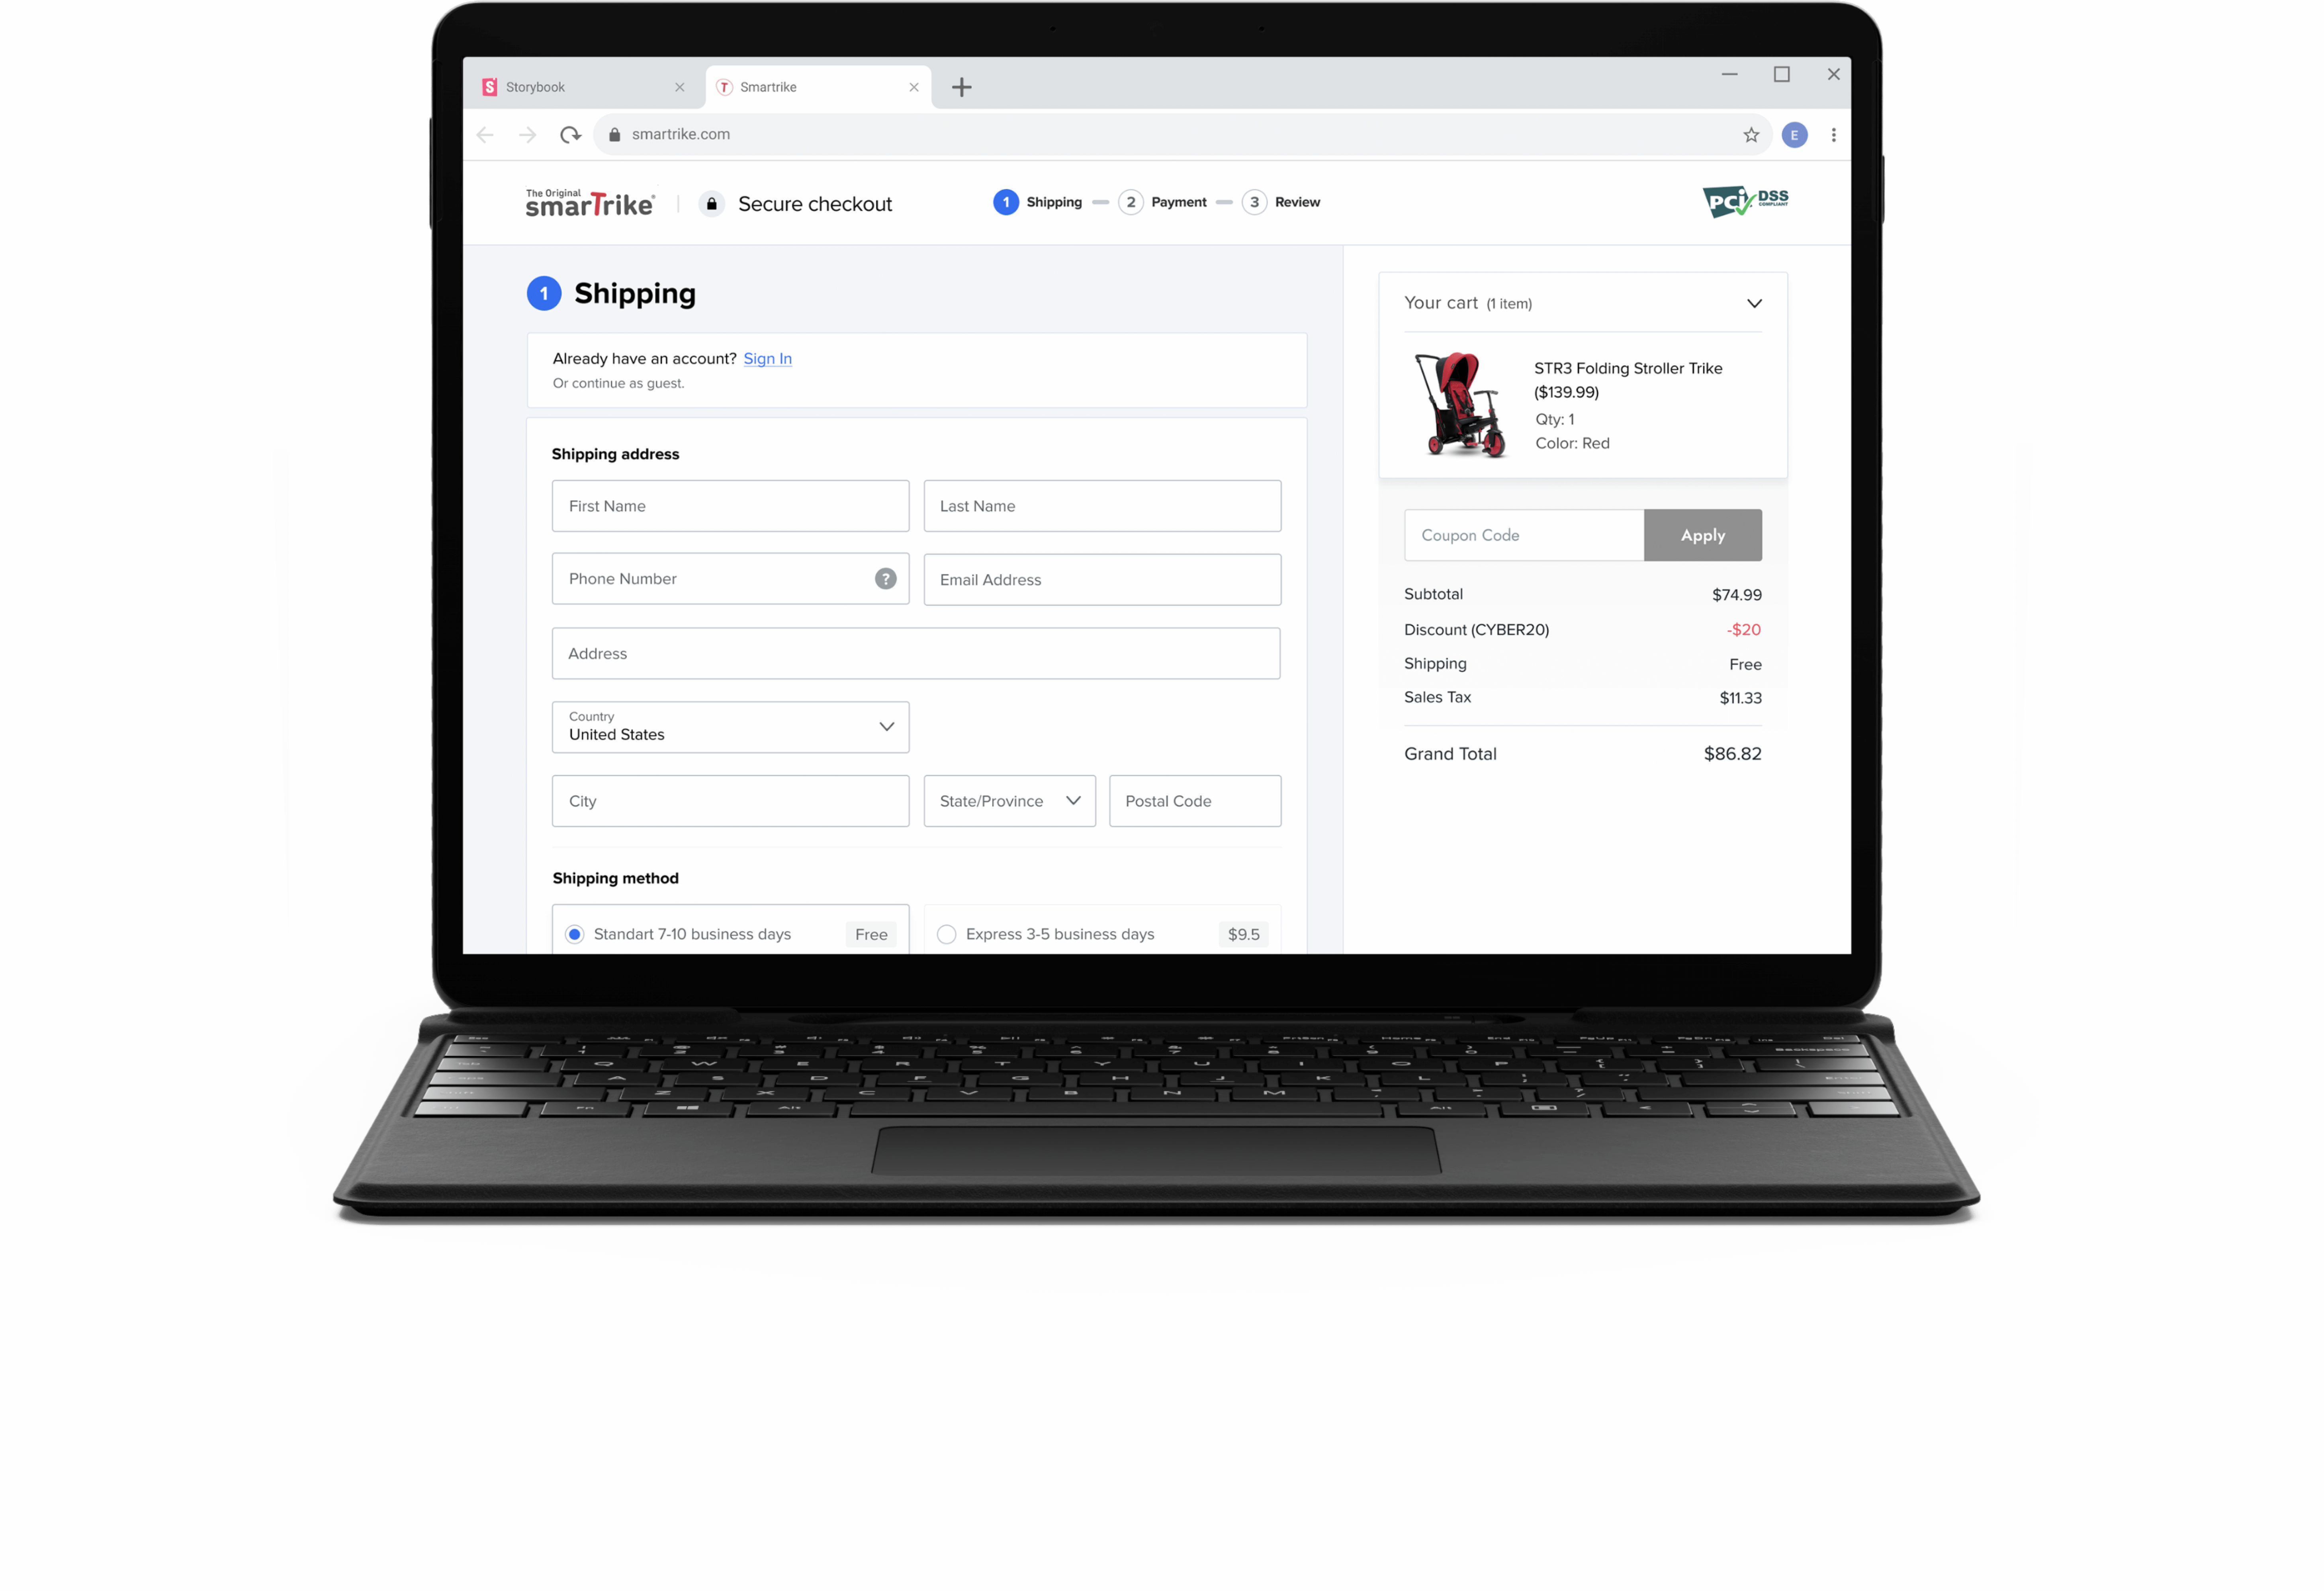 Storybook
Smartrike
smartrike.com
E
The Original
smarTrike
Secure checkout
1 Shipping 2 Payment 3 Review
PCi DSS
COMPLIANT
1 Shipping
Already have an account? Sign In
Or continue as guest.
Shipping address
First Name Last Name
Phone Number ? Email Address
Address
Country
United States
City State/Province Postal Code
Shipping method
Standart 7-10 business days Free Express 3-5 business days $9.5
Your cart (1 item)
STR3 Folding Stroller Trike
($139.99)
Qty: 1
Color: Red
Coupon Code Apply
Subtotal $74.99
Discount (CYBER20) -$20
Shipping Free
Sales Tax $11.33
Grand Total $86.82
Q W E R T Y U I O P
A S D F G H J K L
Z X C V B N M
Fn Alt Alt